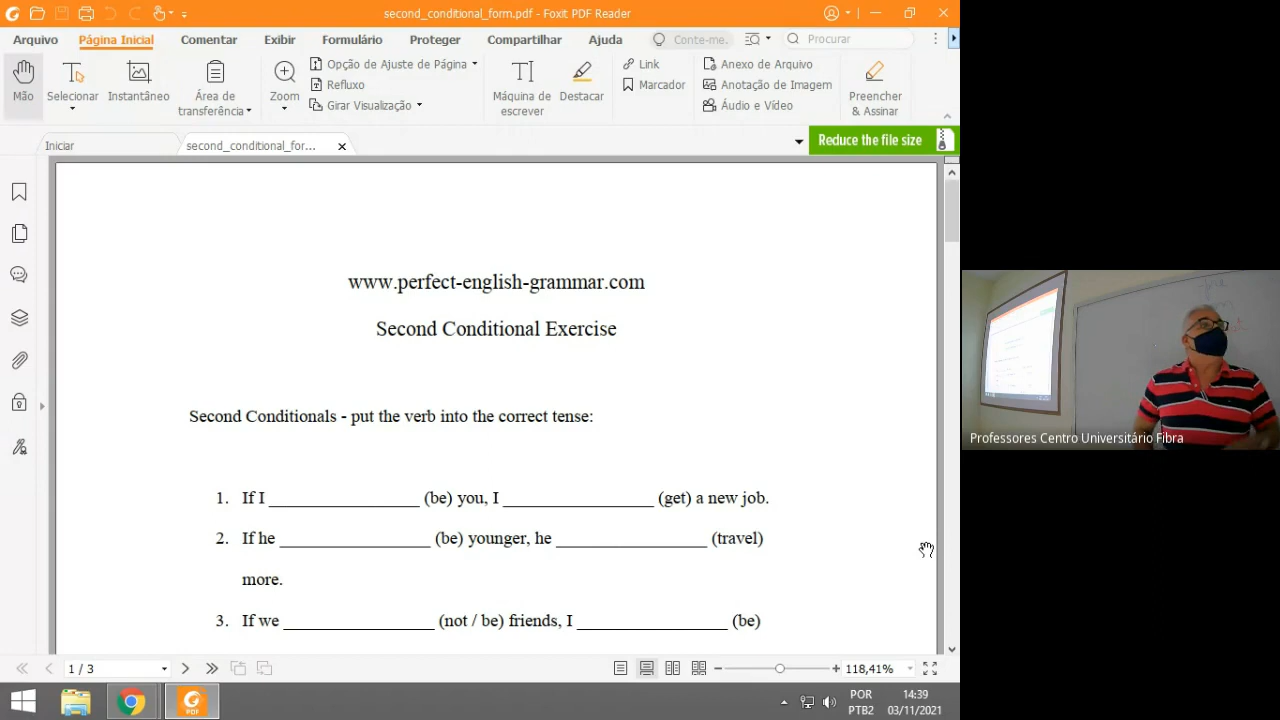 second_conditional_form.pdf - Foxit PDF Reader
Arquivo Página Inicial Comentar Exibir Formulário Proteger Compartilhar Ajuda Conte-me. Procurar
Mão
Selecionar
Instantâneo
Área de
transferência
Zoom
Opção de Ajuste de Página
Refluxo
Girar Visualização
Máquina de
escrever
Destacar
Link
Marcador
Anexo de Arquivo
Anotação de Imagem
Áudio e Vídeo
Preencher
& Assinar
Iniciar second_conditional_for... Reduce the file size
www.perfect-english-grammar.com
Second Conditional Exercise
Second Conditionals - put the verb into the correct tense:
1. If I ________________ (be) you, I ________________ (get) a new job.
2. If he ________________ (be) younger, he ________________ (travel)
more.
3. If we ________________ (not / be) friends, I ________________ (be)
1 / 3 118,41%
POR 14:39
PTB2 03/11/2021
Professores Centro Universitário Fibra